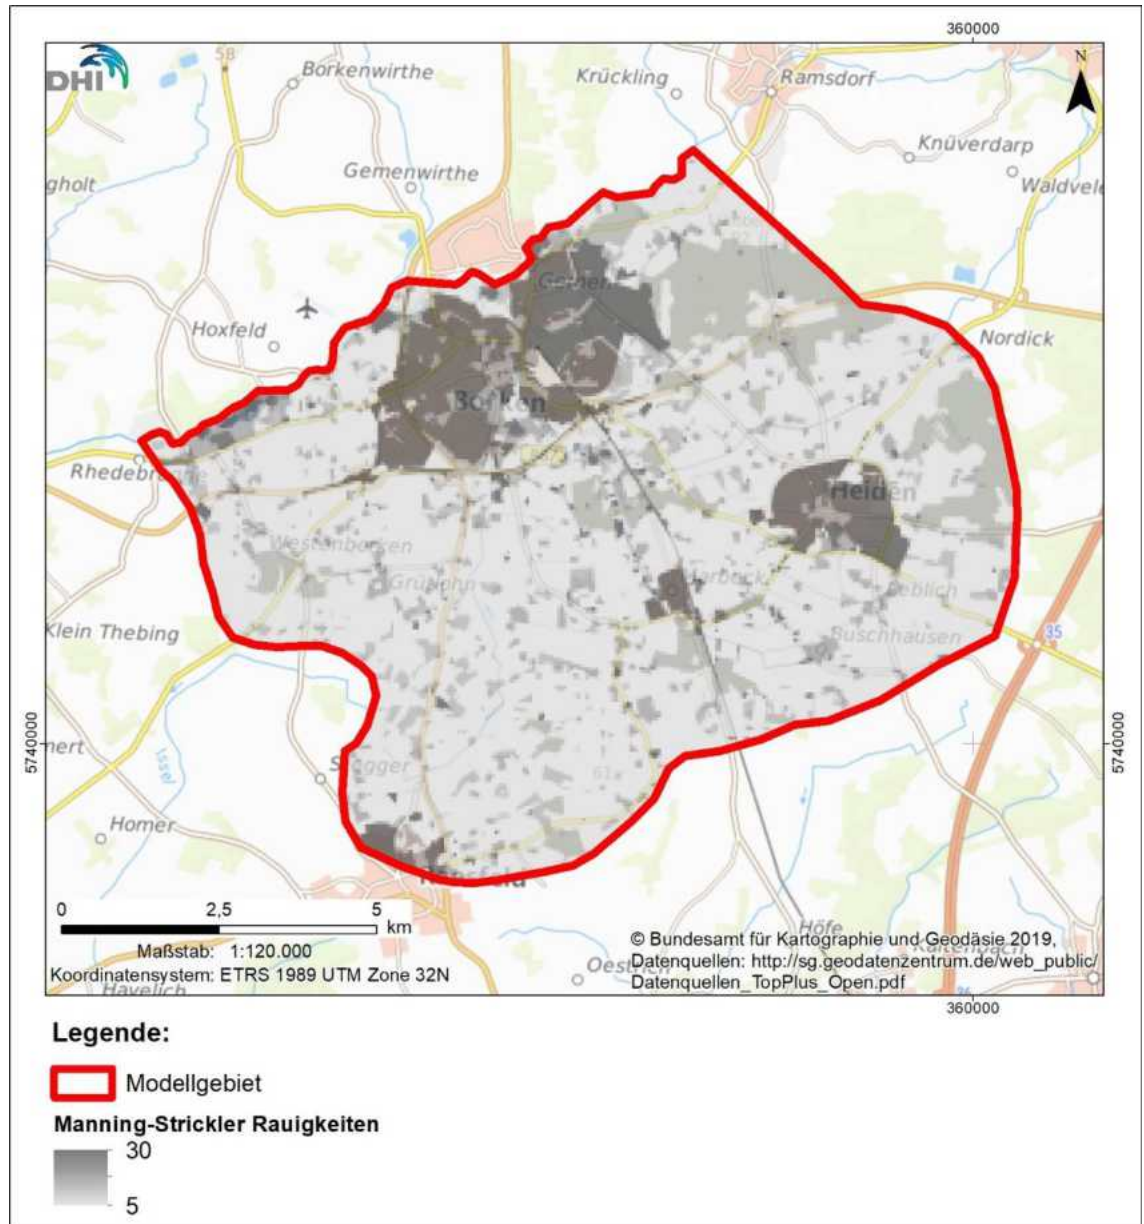 360000
DHI
58
Borkenwirthe
Krückling
Ramsdorf
N
Knüverdarp
Gemenwirthe
Waldvele
gholt
Gemen
Hoxfeld
Nordick
Borken
Rhedebrügge
Heiden
Westenborken
Grütlohn
Marbeck
Leblich
Klein Thebing
Buschhausen
35
5740000
mert
Issel
5740000
Homer
0
2,5
5
km
Maßstab: 1:120.000
Koordinatensystem: ETRS 1989 UTM Zone 32N
Havelich
Oestrich
Höfe
© Bundesamt für Kartographie und Geodäsie 2019,
Datenquellen: http://sg.geodatenzentrum.de/web_public/
Datenquellen_TopPlus_Open.pdf
36
360000
Legende:
Modellgebiet
Manning-Strickler Rauigkeiten
30
5